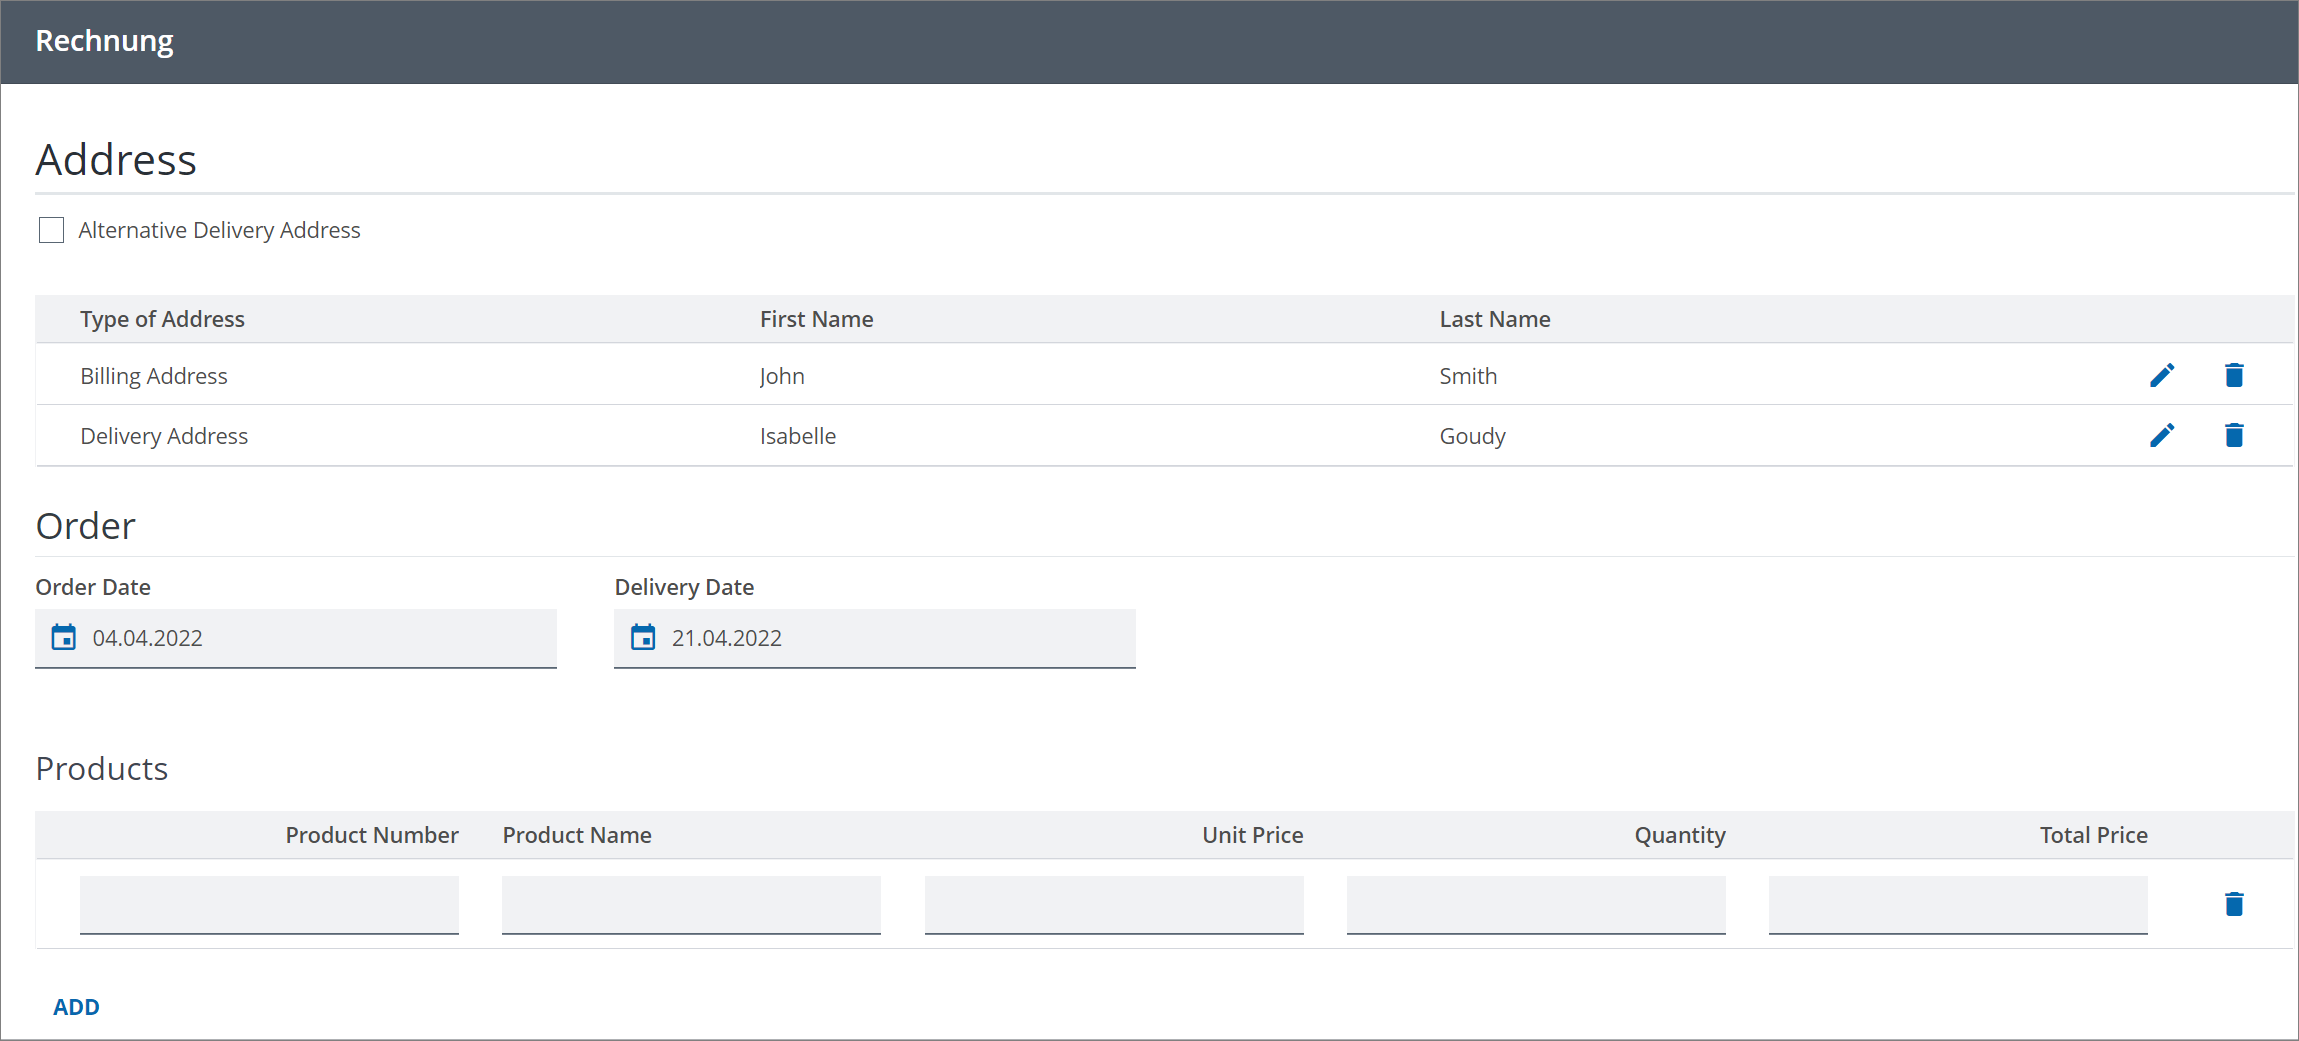 Rechnung
Address
Alternative Delivery Address
Type of Address First Name Last Name
Billing Address John Smith
Delivery Address Isabelle Goudy
Order
Order Date Delivery Date
04.04.2022 21.04.2022
Products
Product Number Product Name Unit Price Quantity Total Price
ADD